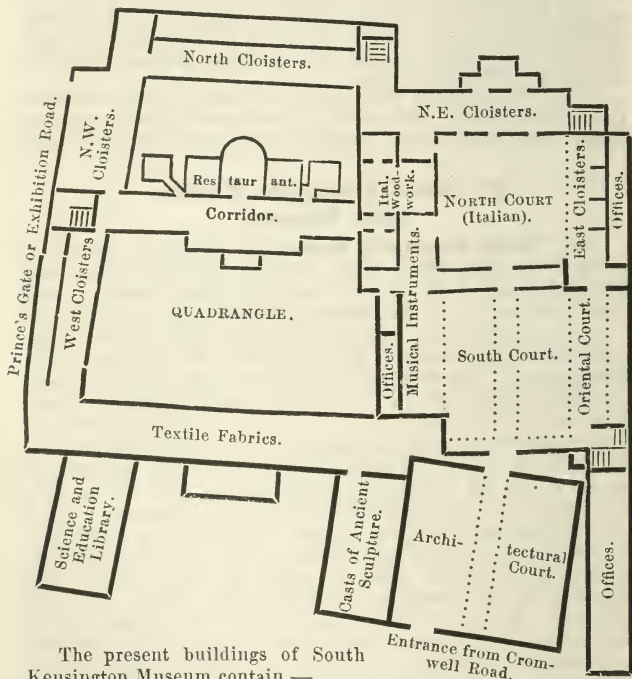 North Cloisters.
N.E. Cloisters.
Prince's Gate or Exhibition Road.
N.W.
Cloisters.
Res taur ant.
Corridor.
Ital.
Wood-
work.
NORTH COURT
(Italian).
East Cloisters.
Offices.
West Cloisters
QUADRANGLE.
Offices.
Musical Instruments.
South Court.
Oriental Court.
Textile Fabrics.
Science and
Education
Library.
Casts of Ancient
Sculpture.
Archi- tectural
Court.
Offices.
Entrance from Crom-
well Road.
The present buildings of South
Kensington Museum contain —